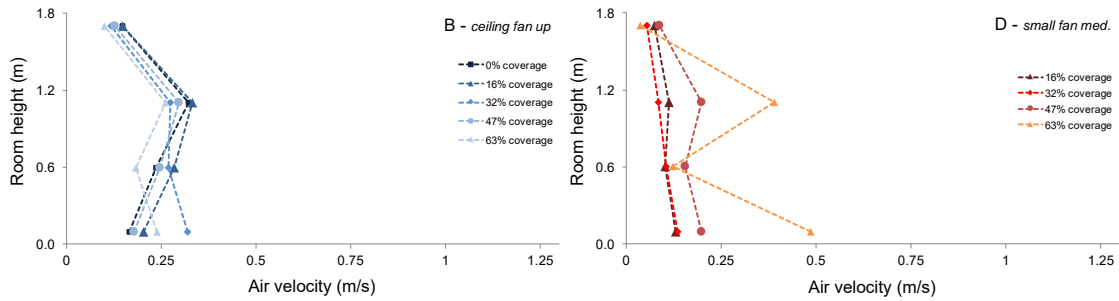 B - ceiling fan up
Room height (m)
1.8
1.2
0.6
0.0
0% coverage
16% coverage
32% coverage
47% coverage
63% coverage
0
0.25
0.5
0.75
1
1.25
Air velocity (m/s)
D - small fan med.
Room height (m)
1.8
1.2
0.6
0.0
16% coverage
32% coverage
47% coverage
63% coverage
0
0.25
0.5
0.75
1
1.25
Air velocity (m/s)